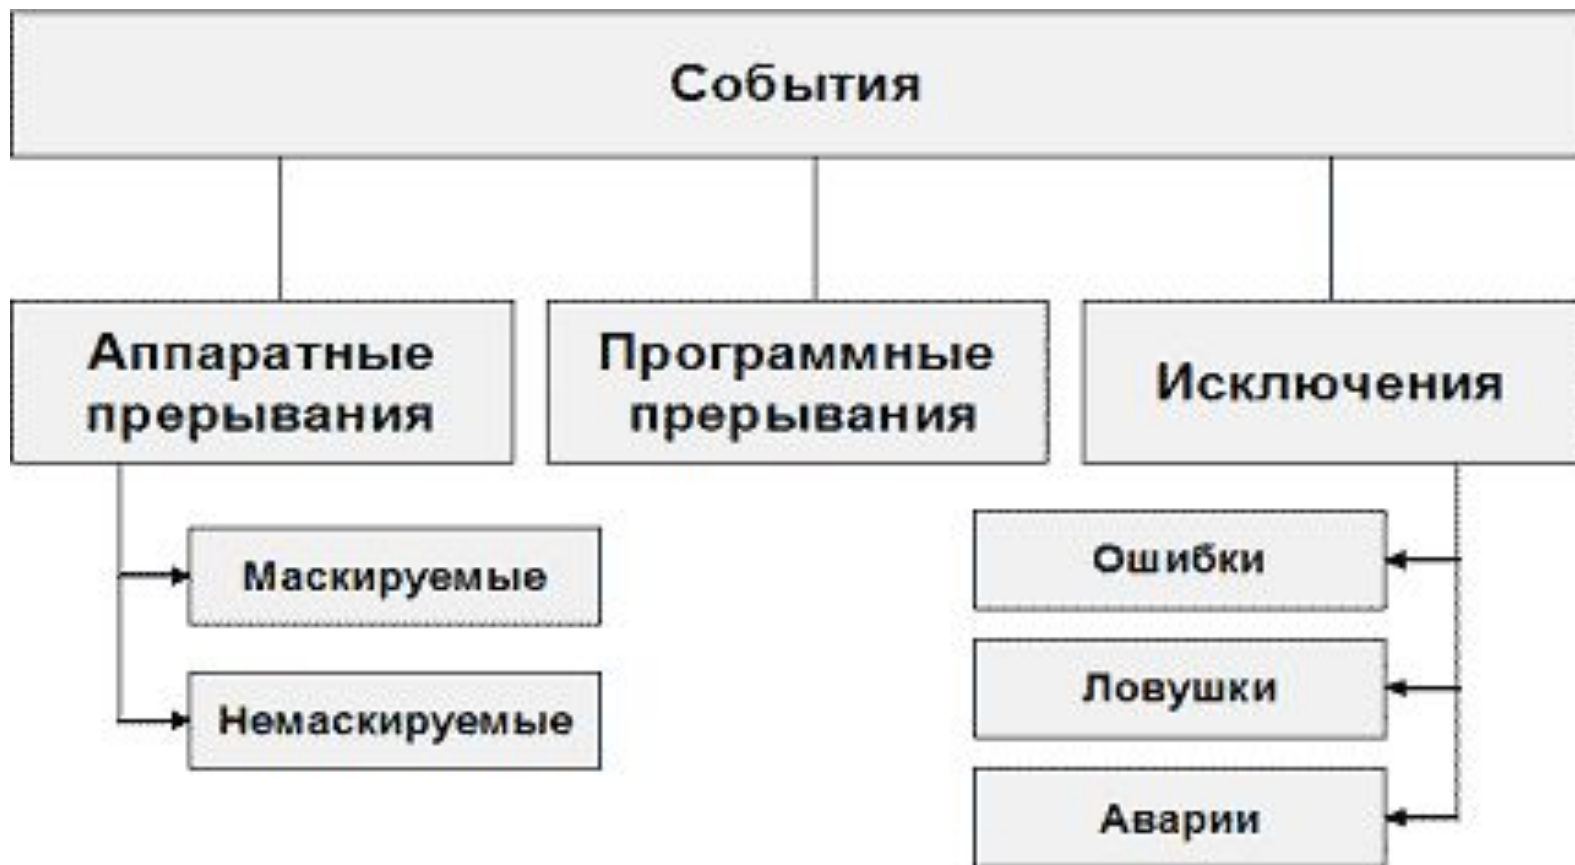 События
Аппаратные
прерывания
Программные
прерывания
Исключения
Маскируемые
Немаскируемые
Ошибки
Ловушки
Аварии